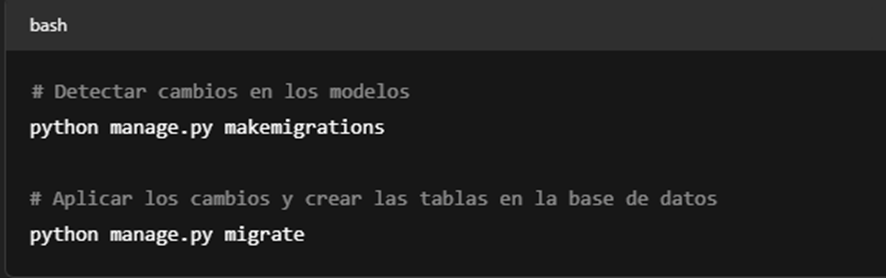 bash
# Detectar cambios en los modelos
python manage.py makemigrations
# Aplicar los cambios y crear las tablas en la base de datos
python manage.py migrate